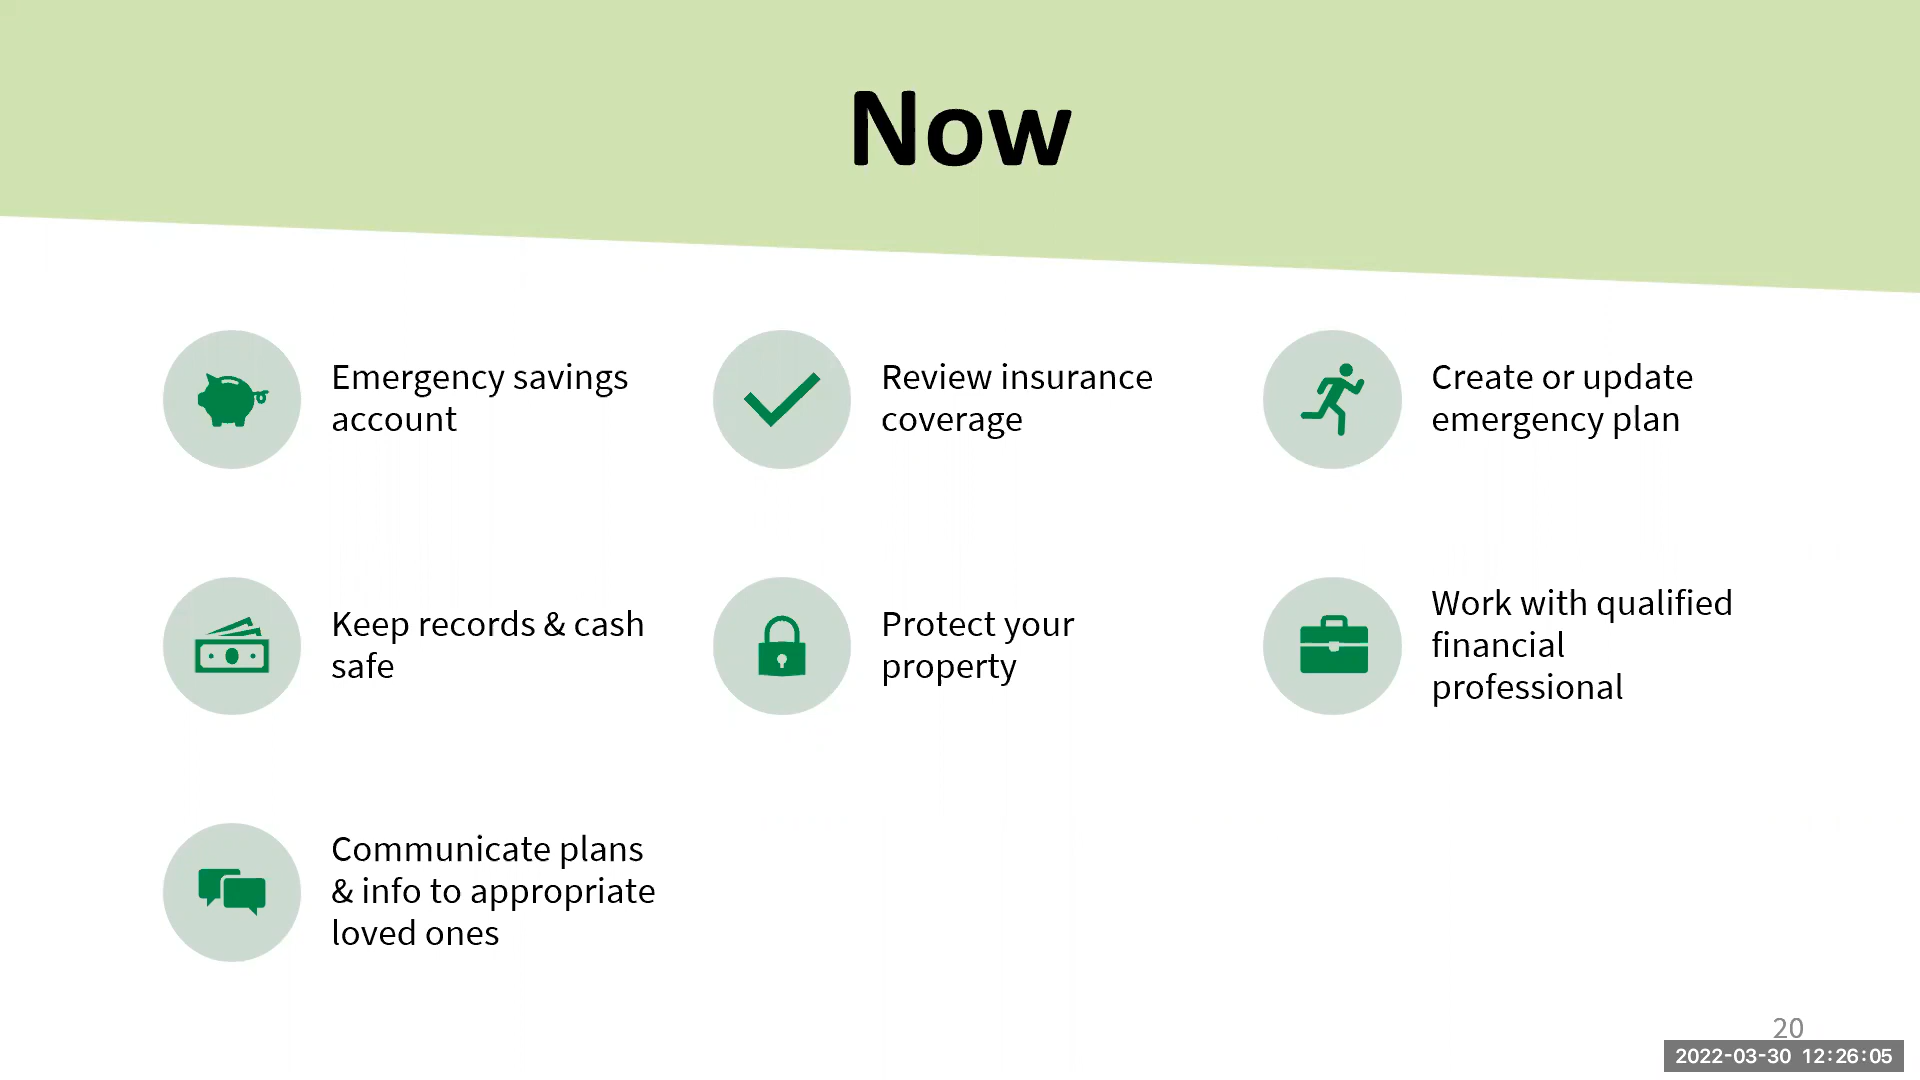 Now
Emergency savings
account
Review insurance
coverage
Create or update
emergency plan
Keep records & cash
safe
Protect your
property
Work with qualified
financial
professional
Communicate plans
& info to appropriate
loved ones
20
2022-03-30 12:26:05